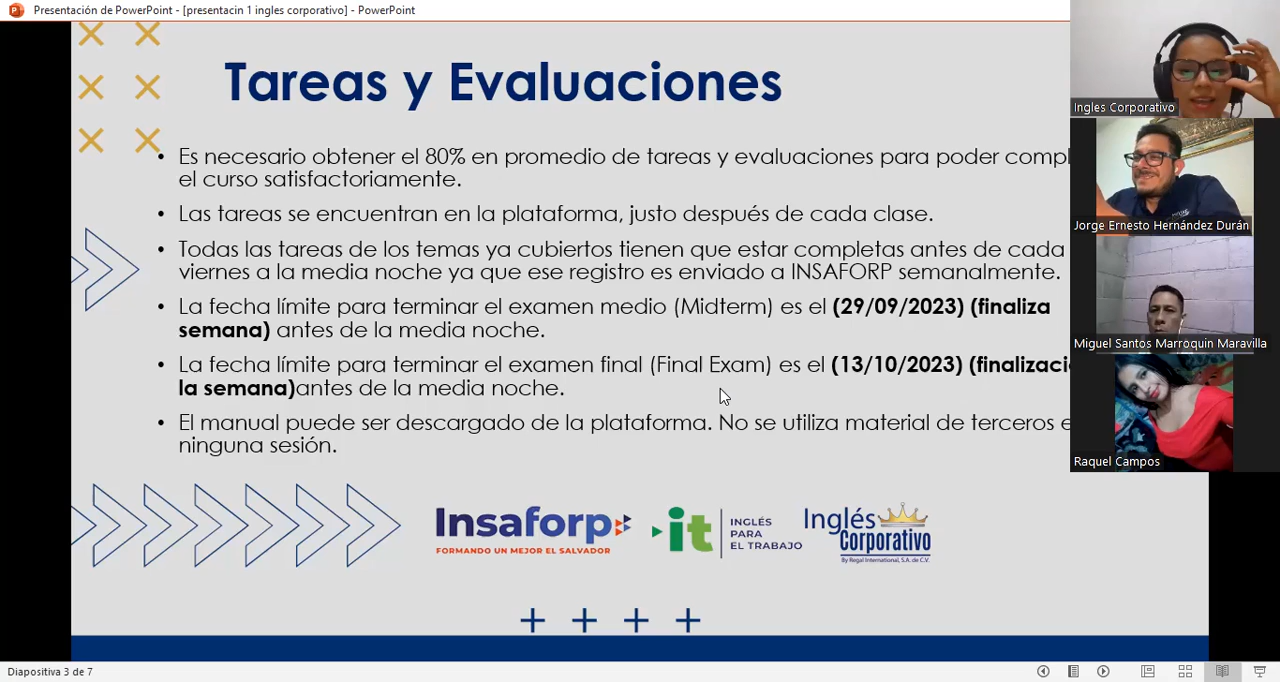 Presentación de PowerPoint - [presentacin 1 ingles corporativo] - PowerPoint
Tareas y Evaluaciones
• Es necesario obtener el 80% en promedio de tareas y evaluaciones para poder compl
el curso satisfactoriamente.
• Las tareas se encuentran en la plataforma, justo después de cada clase.
• Todas las tareas de los temas ya cubiertos tienen que estar completas antes de cada
viernes a la media noche ya que ese registro es enviado a INSAFORP semanalmente.
• La fecha límite para terminar el examen medio (Midterm) es el (29/09/2023) (finaliza
semana) antes de la media noche.
• La fecha límite para terminar el examen final (Final Exam) es el (13/10/2023) (finalizaci
la semana)antes de la media noche.
• El manual puede ser descargado de la plataforma. No se utiliza material de terceros e
ninguna sesión.
Insaforp
FORMANDO UN MEJOR EL SALVADOR
it
INGLÉS
PARA
EL TRABAJO
Inglés
Corporativo
By Regal International, S.A. de C.V.
Ingles Corporativo
Jorge Ernesto Hernández Durán
Miguel Santos Marroquin Maravilla
Raquel Campos
Diapositiva 3 de 7